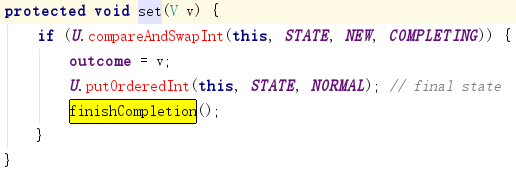 protected void set(V v) {
if (U.compareAndSwapInt(this, STATE, NEW, COMPLETING)) {
outcome = v;
U.putOrderedInt(this, STATE, NORMAL); // final state
finishCompletion();
}
}